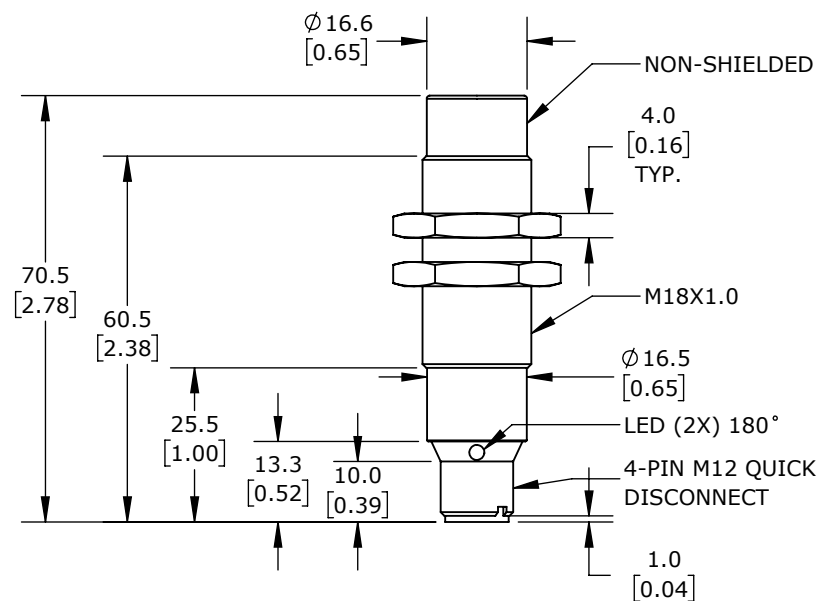 Ø16.6
[0.65]
NON-SHIELDED
4.0
[0.16]
TYP.
70.5
[2.78]
60.5
[2.38]
M18X1.0
Ø16.5
[0.65]
25.5
[1.00]
LED (2X) 180°
13.3
[0.52]
10.0
[0.39]
4-PIN M12 QUICK
DISCONNECT
1.0
[0.04]